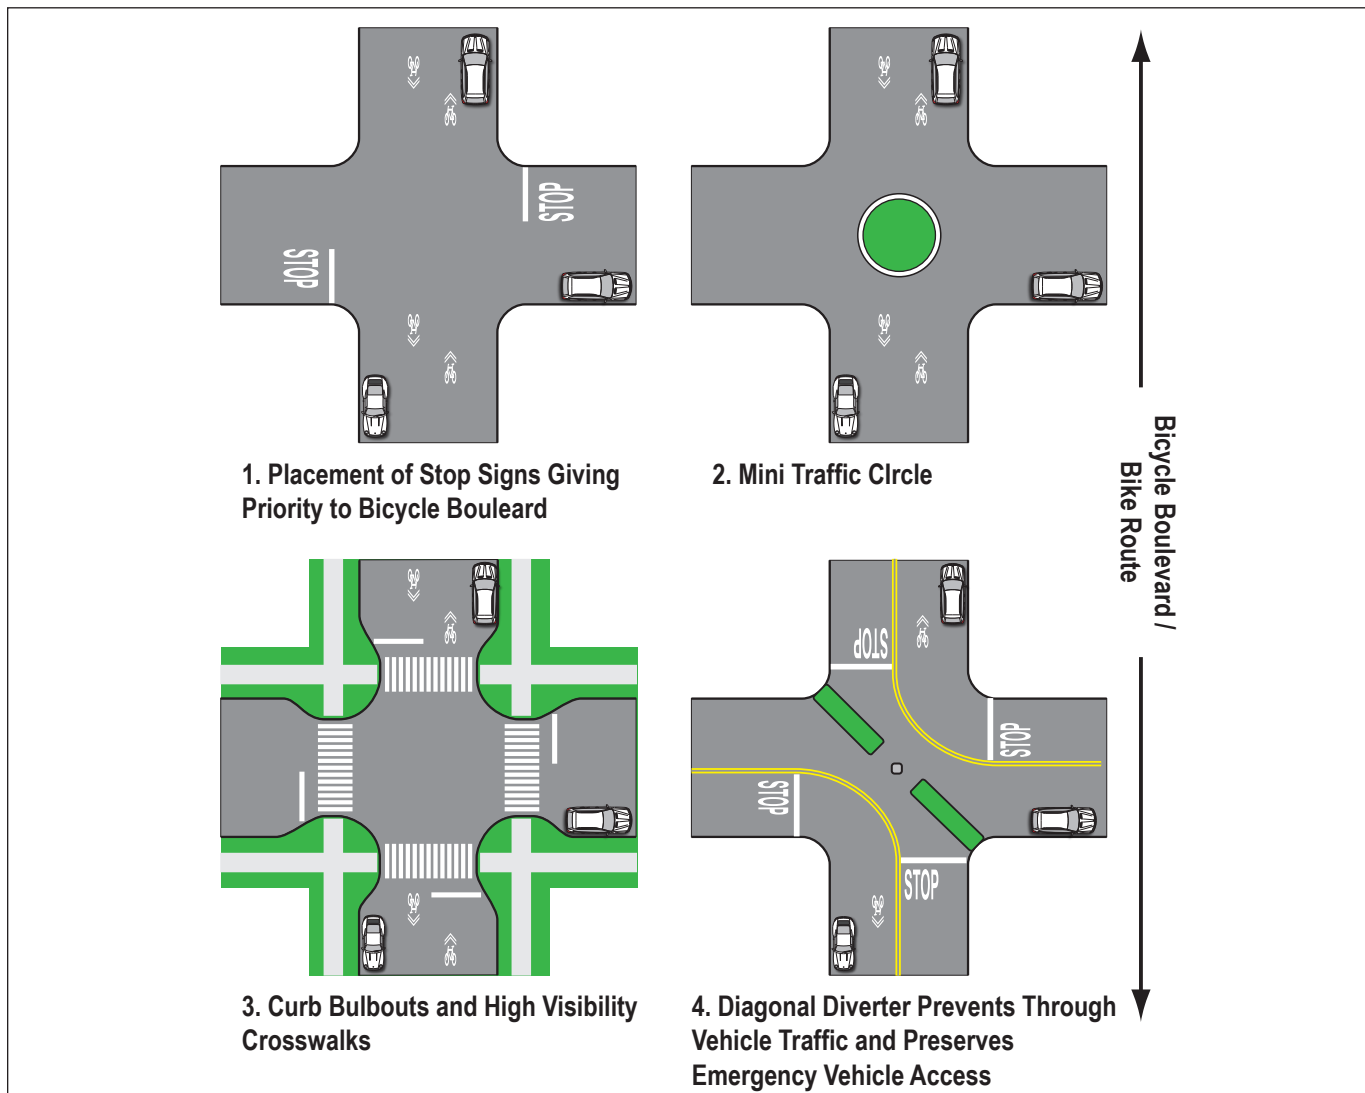 STOP
STOP
1. Placement of Stop Signs Giving
Priority to Bicycle Bouleard
2. Mini Traffic CIrcle
Bicycle Boulevard /
Bike Route
STOP
STOP
STOP
STOP
3. Curb Bulbouts and High Visibility
Crosswalks
4. Diagonal Diverter Prevents Through
Vehicle Traffic and Preserves
Emergency Vehicle Access